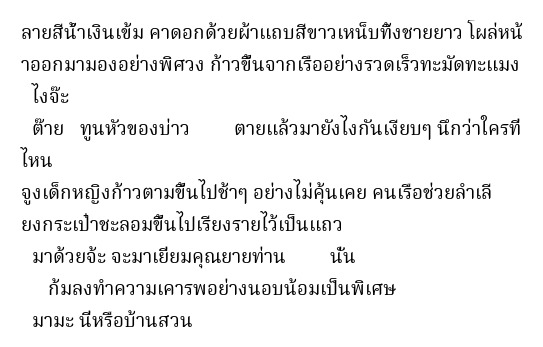 ลายสีน้ำเงินเข้ม คาดอกด้วยผ้าแถบสีขาวเหน็บทิ้งชายยาว โผล่หน้
าออกมามองอย่างพิศวง ก้าวขึ้นจากเรืออย่างรวดเร็วทะมัดทะแมง
ไงจ๊ะ
ต๊าย ทูนหัวของบ่าว ตายแล้วมายังไงกันเงียบๆ นึกว่าใครที่
ไหน
จูงเด็กหญิงก้าวตามขึ้นไปช้าๆ อย่างไม่คุ้นเคย คนเรือช่วยลำเลี
ยงกระเป๋าชะลอมขึ้นไปเรียงรายไว้เป็นแถว
มาด้วยจ้ะ จะมาเยี่ยมคุณยายท่าน นั่น
ก้มลงทำความเคารพอย่างนอบน้อมเป็นพิเศษ
มามะ นี่หรือบ้านสวน